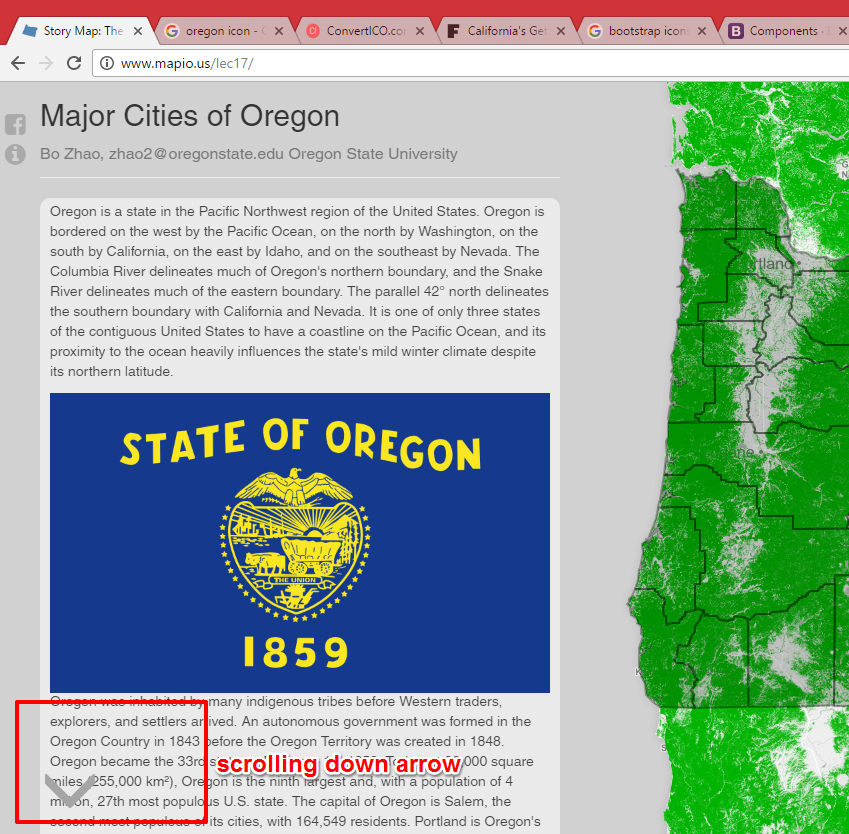 Story Map: The
oregon icon - G
ConvertICO.co
California's Get
bootstrap icon
Components ·
www.mapio.us/lec17/
Major Cities of Oregon
Bo Zhao, zhao2@oregonstate.edu Oregon State University
Oregon is a state in the Pacific Northwest region of the United States. Oregon is
bordered on the west by the Pacific Ocean, on the north by Washington, on the
south by California, on the east by Idaho, and on the southeast by Nevada. The
Columbia River delineates much of Oregon's northern boundary, and the Snake
River delineates much of the eastern boundary. The parallel 42° north delineates
the southern boundary with California and Nevada. It is one of only three states
of the contiguous United States to have a coastline on the Pacific Ocean, and its
proximity to the ocean heavily influences the state's mild winter climate despite
its northern latitude.
STATE OF OREGON
THE UNION
1859
Oregon was inhabited by many indigenous tribes before Western traders,
explorers, and settlers arrived. An autonomous government was formed in the
Oregon Country in 1843 before the Oregon Territory was created in 1848.
Oregon became the 33rd s 000 square
scrolling down arrow
miles (255,000 km²), Oregon is the ninth largest and, with a population of 4
million, 27th most populous U.S. state. The capital of Oregon is Salem, the
second most populous of its cities, with 164,549 residents. Portland is Oregon's
rtland
ne